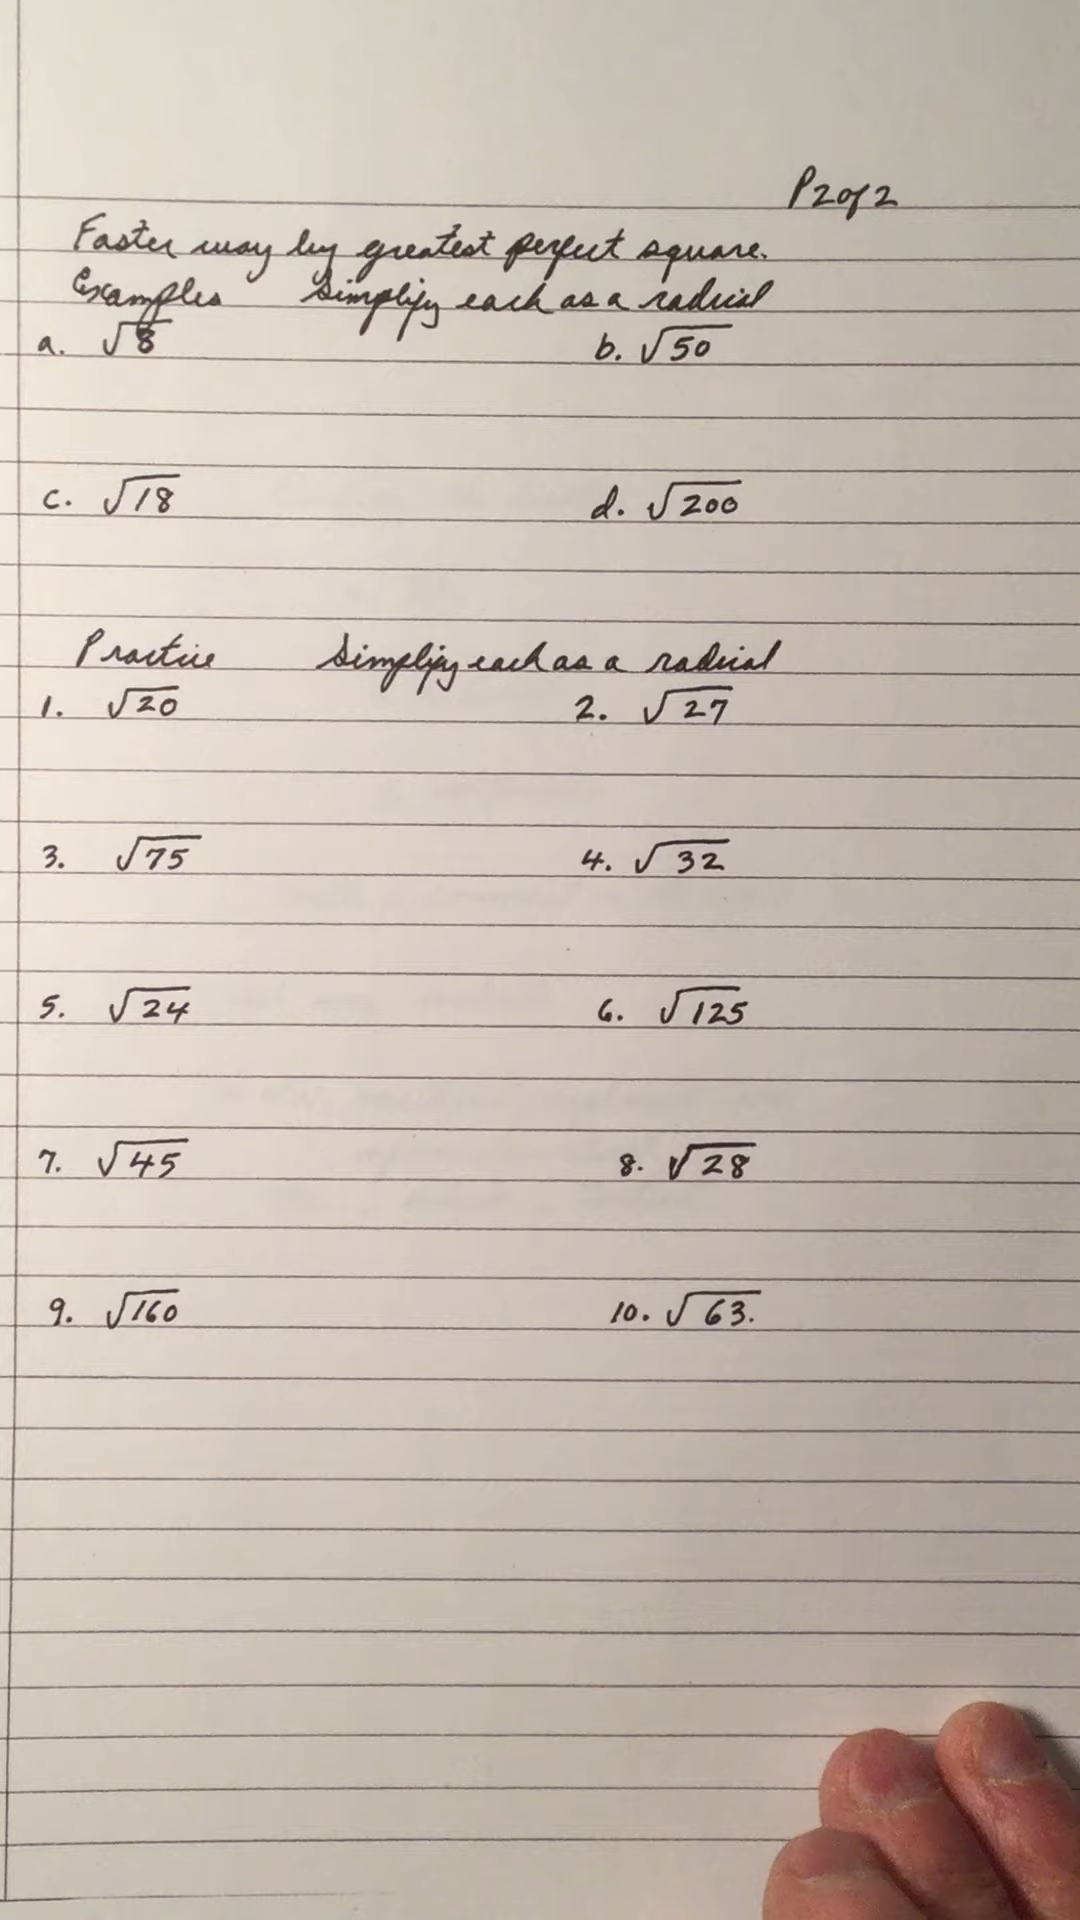 P2of2
Faster way by greatest perfect square.
Examples Simplify each as a radical
a. √8 b. √50
c. √18 d. √200
Practice Simplify each as a radical
1. √20 2. √27
3. √75 4. √32
5. √24 6. √125
7. √45 8. √28
9. √160 10. √63.